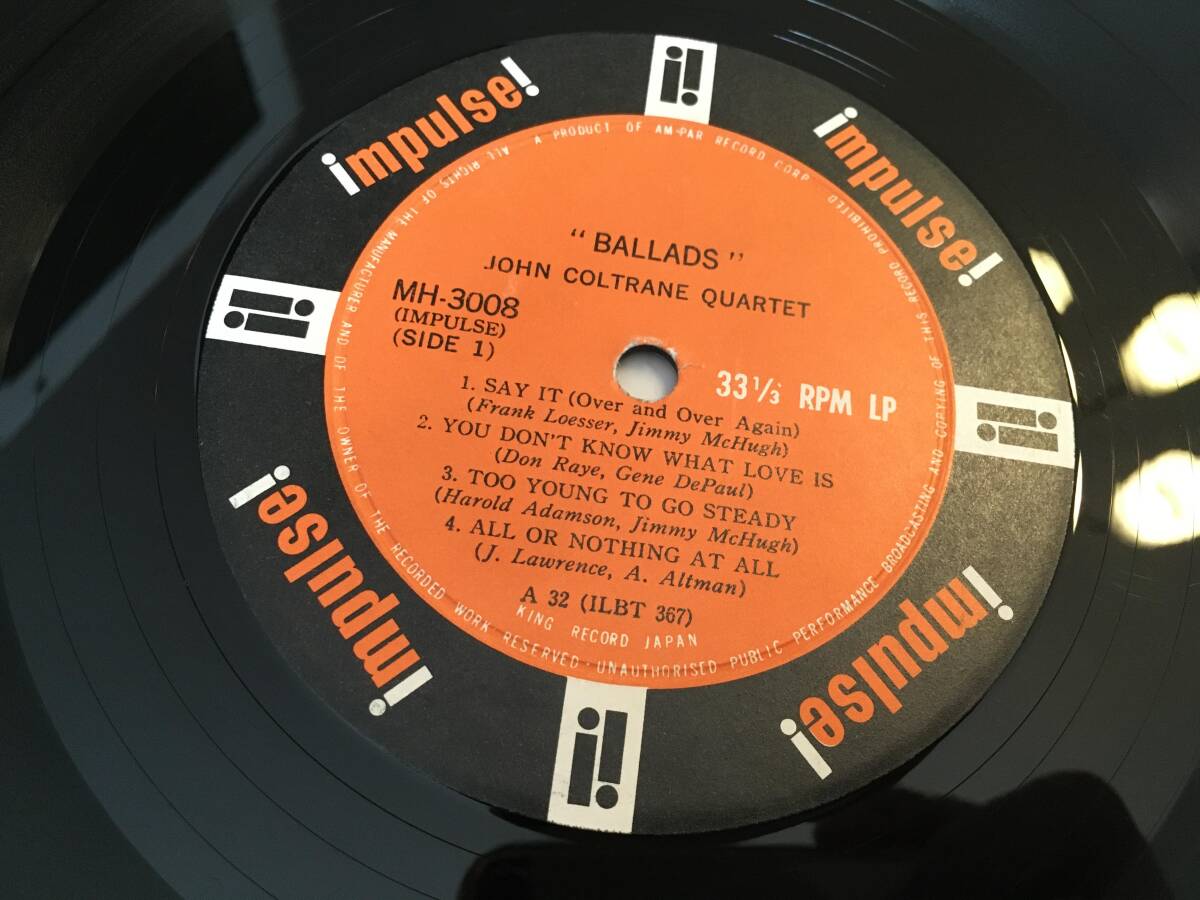 impulse!
impulse!
impulse!
impulse!
A PRODUCT OF AM-PAR RECORD CORP.
ALL RIGHTS OF THE MANUFACTURER AND OF THE OWNER OF THE RECORDED WORK RESERVED · UNAUTHORISED PUBLIC PERFORMANCE BROADCASTING AND COPYING OF THIS RECORD PROHIBITED
"BALLADS"
JOHN COLTRANE QUARTET
MH-3008
(IMPULSE)
(SIDE 1)
33 1/3 RPM LP
1. SAY IT (Over and Over Again)
(Frank Loesser, Jimmy McHugh)
2. YOU DON'T KNOW WHAT LOVE IS
(Don Raye, Gene DePaul)
3. TOO YOUNG TO GO STEADY
(Harold Adamson, Jimmy McHugh)
4. ALL OR NOTHING AT ALL
(J. Lawrence, A. Altman)
A 32 (ILBT 367)
KING RECORD JAPAN